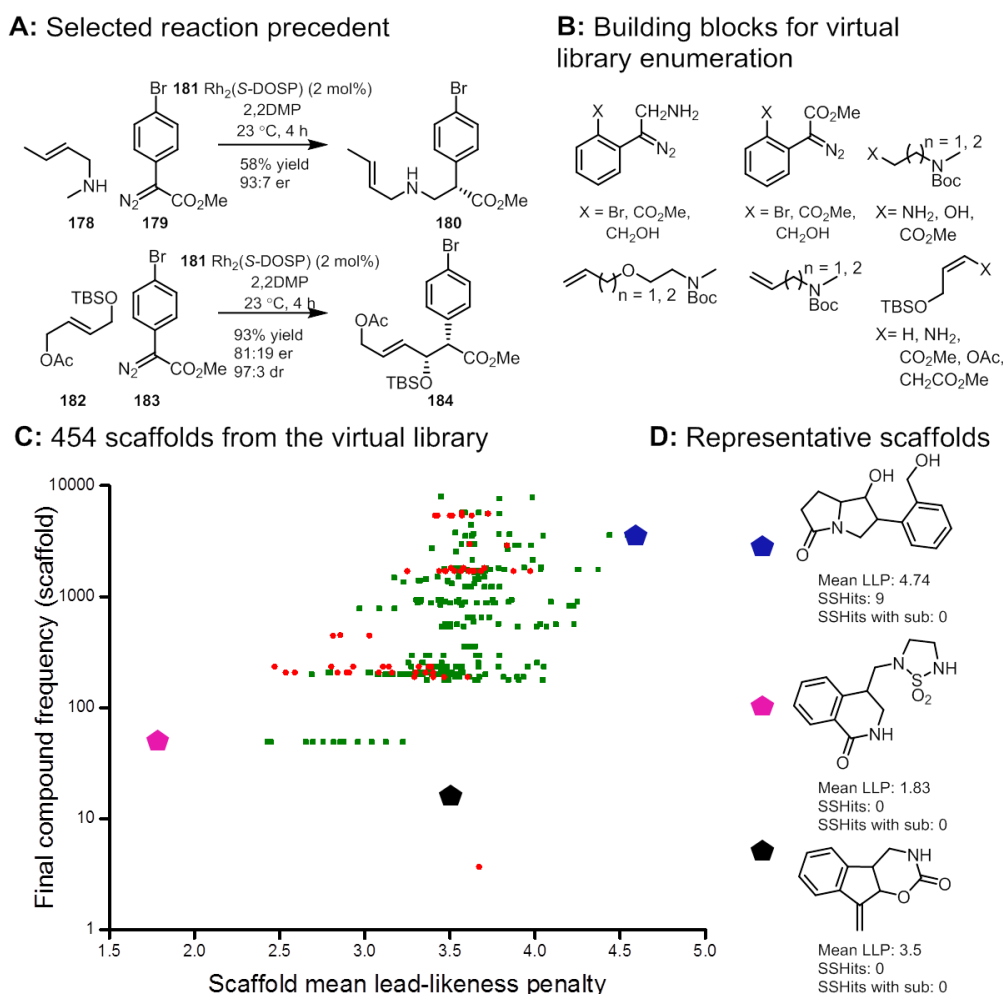 A: Selected reaction precedent
181 Rh₂(S-DOSP) (2 mol%)
2,2DMP
23 °C, 4 h
58% yield
93:7 er
NH
Br
N₂
CO₂Me
178
179
Br
N
H
O
O
Me
180
181 Rh₂(S-DOSP) (2 mol%)
2,2DMP
23 °C, 4 h
93% yield
81:19 er
97:3 dr
TBSO
OAc
Br
N₂
CO₂Me
182
183
Br
OAc
CO₂Me
TBSO
184
B: Building blocks for virtual
library enumeration
X
CH₂NH₂
N₂
X = Br, CO₂Me,
CH₂OH
X
CO₂Me
N₂
X = Br, CO₂Me,
CH₂OH
X
n = 1, 2
N
Boc
X= NH₂, OH,
CO₂Me
O
n = 1, 2
N
Boc
n = 1, 2
N
Boc
X
TBSO
X= H, NH₂,
CO₂Me, OAc,
CH₂CO₂Me
C: 454 scaffolds from the virtual library
Final compound frequency (scaffold)
10000
1000
100
10
1
1.5
2.0
2.5
3.0
3.5
4.0
4.5
5.0
Scaffold mean lead-likeness penalty
D: Representative scaffolds
OH
OH
N
O
Mean LLP: 4.74
SSHits: 9
SSHits with sub: 0
N
NH
S
O₂
NH
O
Mean LLP: 1.83
SSHits: 0
SSHits with sub: 0
NH
O
O
Mean LLP: 3.5
SSHits: 0
SSHits with sub: 0